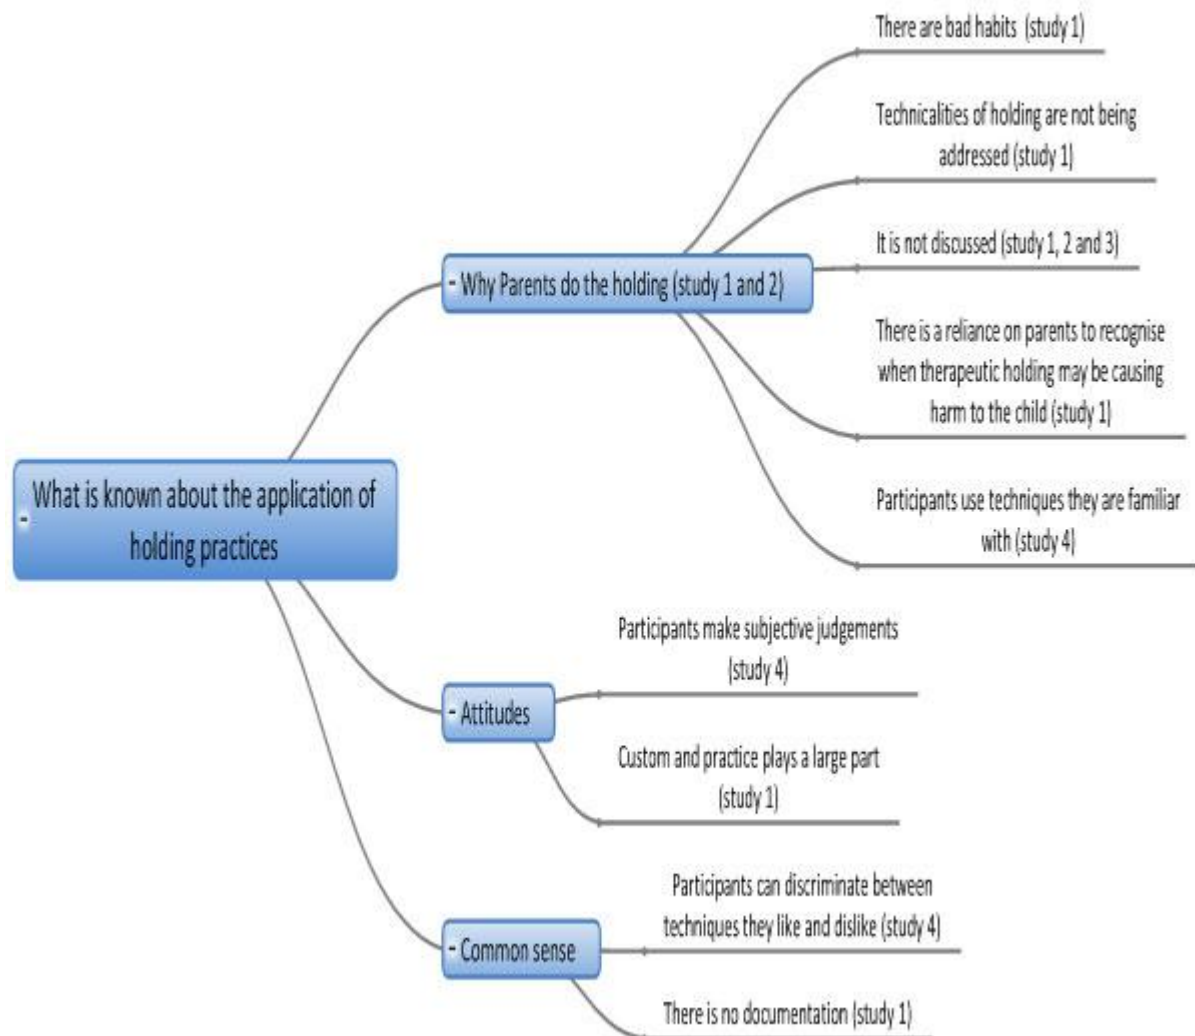 What is known about the application of
holding practices
- Why Parents do the holding (study 1 and 2)
There are bad habits (study 1)
Technicalities of holding are not being
addressed (study 1)
It is not discussed (study 1, 2 and 3)
There is a reliance on parents to recognise
when therapeutic holding may be causing
harm to the child (study 1)
Participants use techniques they are familiar
with (study 4)
- Attitudes
Participants make subjective judgements
(study 4)
Custom and practice plays a large part
(study 1)
- Common sense
Participants can discriminate between
techniques they like and dislike (study 4)
There is no documentation (study 1)